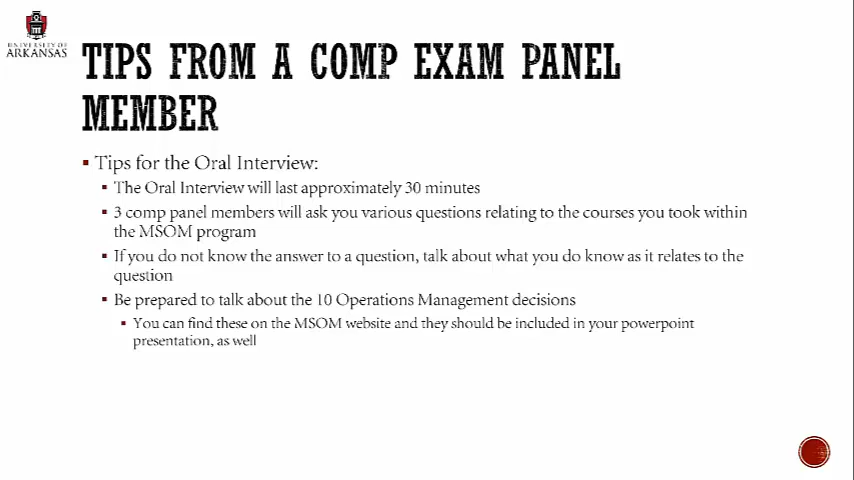 UNIVERSITY OF
ARKANSAS
TIPS FROM A COMP EXAM PANEL
MEMBER
Tips for the Oral Interview:
The Oral Interview will last approximately 30 minutes
3 comp panel members will ask you various questions relating to the courses you took within
the MSOM program
If you do not know the answer to a question, talk about what you do know as it relates to the
question
Be prepared to talk about the 10 Operations Management decisions
You can find these on the MSOM website and they should be included in your powerpoint
presentation, as well